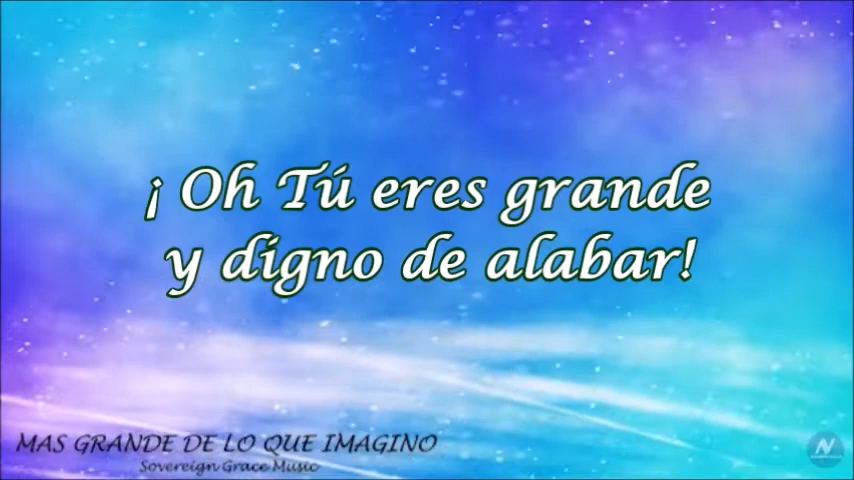 ¡ Oh Tú eres grande
y digno de alabar!
MAS GRANDE DE LO QUE IMAGINO
Sovereign Grace Music